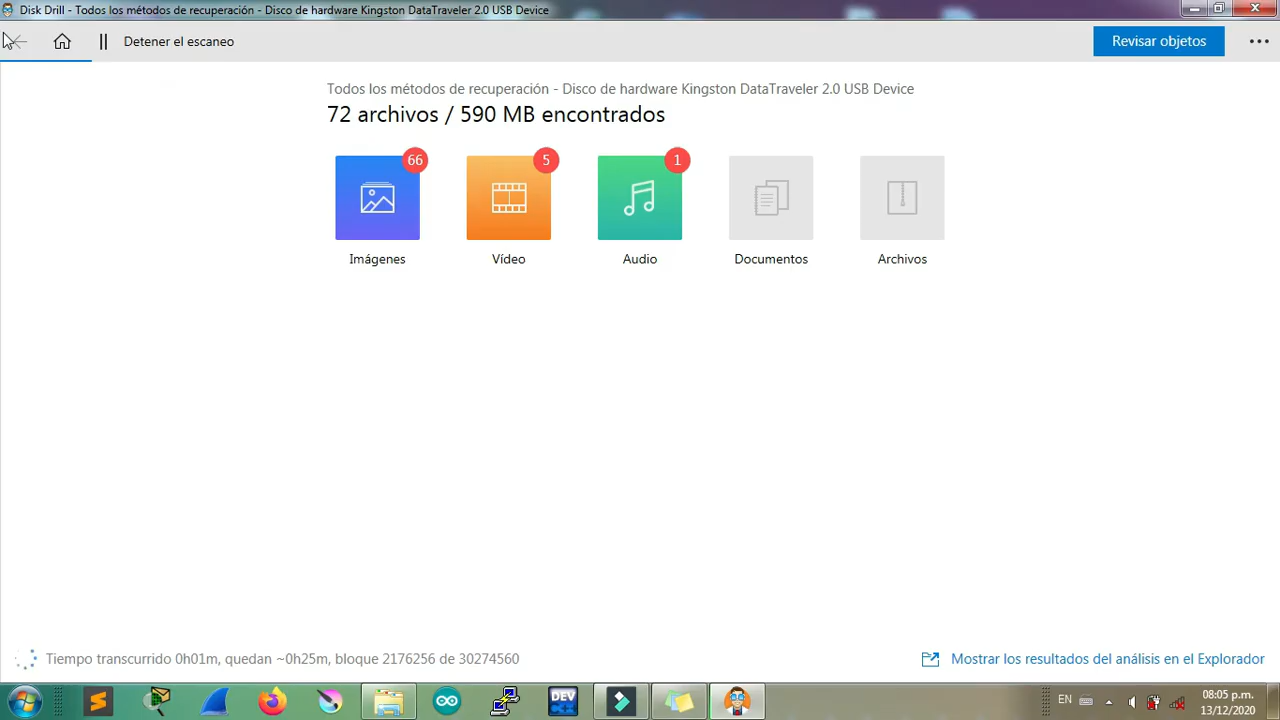 Disk Drill - Todos los métodos de recuperación - Disco de hardware Kingston DataTraveler 2.0 USB Device
Detener el escaneo
Revisar objetos
Todos los métodos de recuperación - Disco de hardware Kingston DataTraveler 2.0 USB Device
72 archivos / 590 MB encontrados
66
5
1
Imágenes
Vídeo
Audio
Documentos
Archivos
Tiempo transcurrido 0h01m, quedan ~0h25m, bloque 2176256 de 30274560
Mostrar los resultados del análisis en el Explorador
DEV
C++
EN
08:05 p.m.
13/12/2020